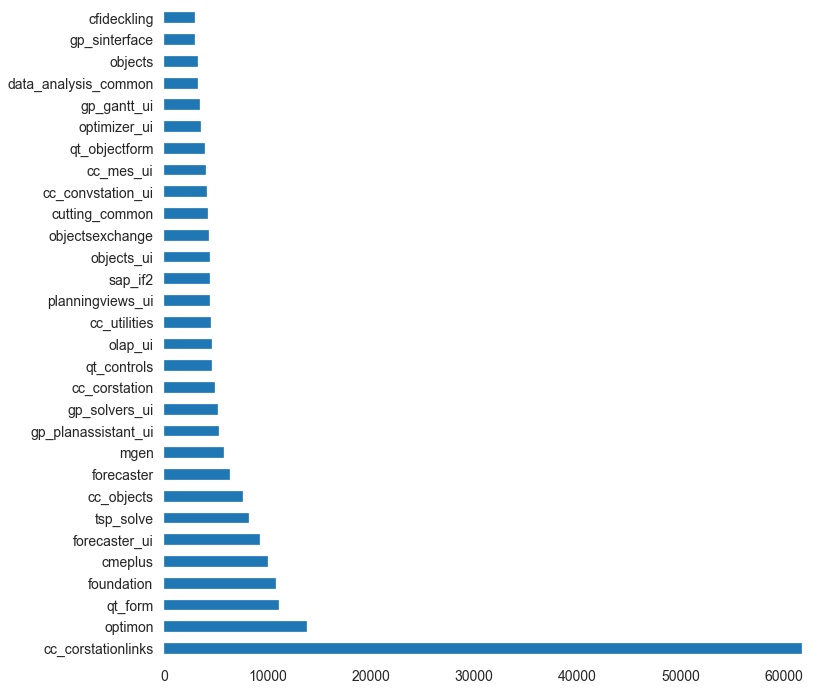 cfideckling
gp_sinterface
objects
data_analysis_common
gp_gantt_ui
optimizer_ui
qt_objectform
cc_mes_ui
cc_convstation_ui
cutting_common
objectsexchange
objects_ui
sap_if2
planningviews_ui
cc_utilities
olap_ui
qt_controls
cc_corstation
gp_solvers_ui
gp_planassistant_ui
mgen
forecaster
cc_objects
tsp_solve
forecaster_ui
cmeplus
foundation
qt_form
optimon
cc_corstationlinks
0 10000 20000 30000 40000 50000 60000